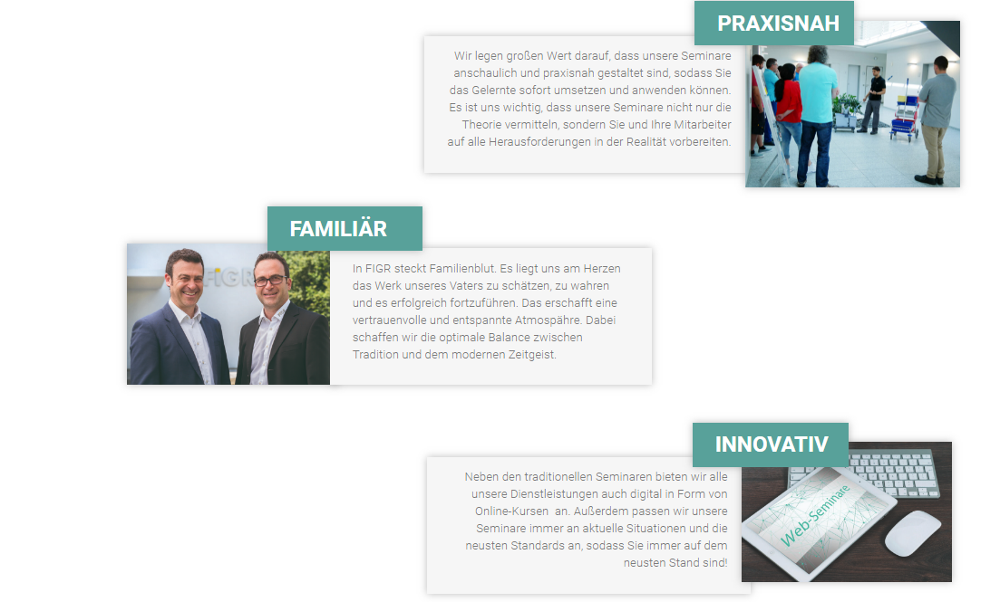 PRAXISNAH
Wir legen großen Wert darauf, dass unsere Seminare
anschaulich und praxisnah gestaltet sind, sodass Sie
das Gelernte sofort umsetzen und anwenden können.
Es ist uns wichtig, dass unsere Seminare nicht nur die
Theorie vermitteln, sondern Sie und Ihre Mitarbeiter
auf alle Herausforderungen in der Realität vorbereiten.
FAMILIÄR
FIGR
In FIGR steckt Familienblut. Es liegt uns am Herzen
das Werk unseres Vaters zu schätzen, zu wahren
und es erfolgreich fortzuführen. Das erschafft eine
vertrauenvolle und entspannte Atmospähre. Dabei
schaffen wir die optimale Balance zwischen
Tradition und dem modernen Zeitgeist.
INNOVATIV
Neben den traditionellen Seminaren bieten wir alle
unsere Dienstleistungen auch digital in Form von
Online-Kursen  an. Außerdem passen wir unsere
Seminare immer an aktuelle Situationen und die
neusten Standards an, sodass Sie immer auf dem
neusten Stand sind!
Web-Seminare